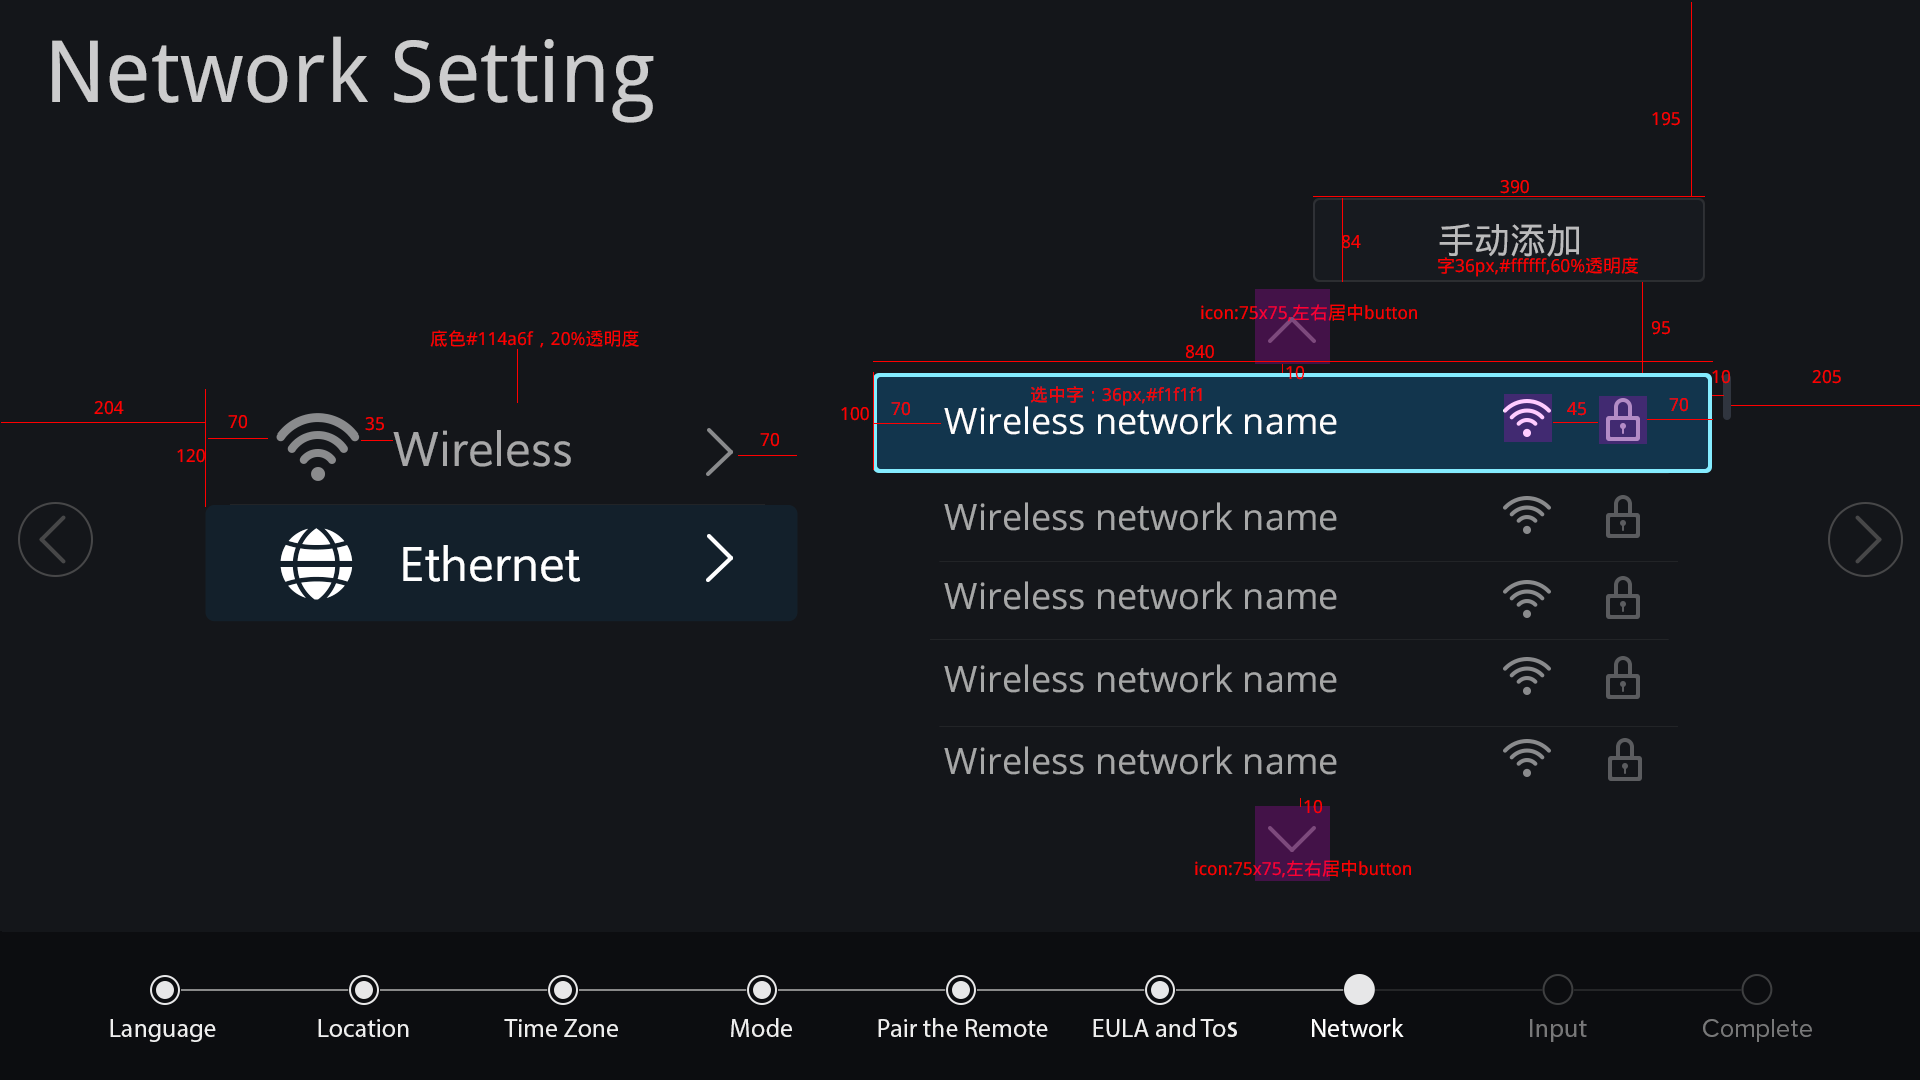 Network Setting
195
390
手动添加
84
字36px,#ffffff,60%透明度
icon:75x75,左右居中button
95
底色#114a6f，20%透明度
840
10
10
205
204
70
35
Wireless
70
120
100
70
选中字：36px,#f1f1f1
Wireless network name
45
70
Wireless network name
Ethernet
Wireless network name
Wireless network name
Wireless network name
10
icon:75x75,左右居中button
Language
Location
Time Zone
Mode
Pair the Remote
EULA and Tos
Network
Input
Complete